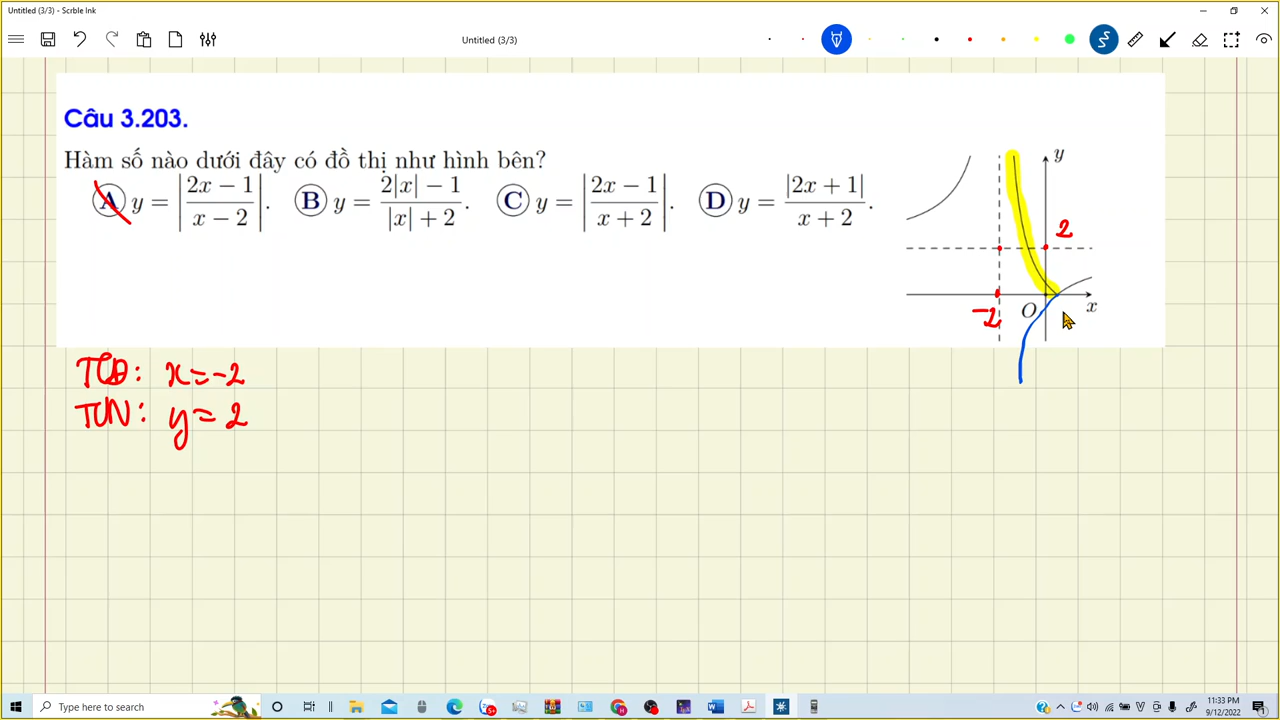 Untitled (3/3) - Scrble Ink
Untitled (3/3)
Câu 3.203.
Hàm số nào dưới đây có đồ thị như hình bên?
A y = |(2x − 1)/(x − 2)|. B y = (2|x| − 1)/(|x| + 2). C y = |(2x − 1)/(x + 2)|. D y = |2x + 1|/(x + 2).
y
2
O
x
-2
TCĐ: x = -2
TCN: y = 2
Type here to search
11:33 PM
9/12/2022